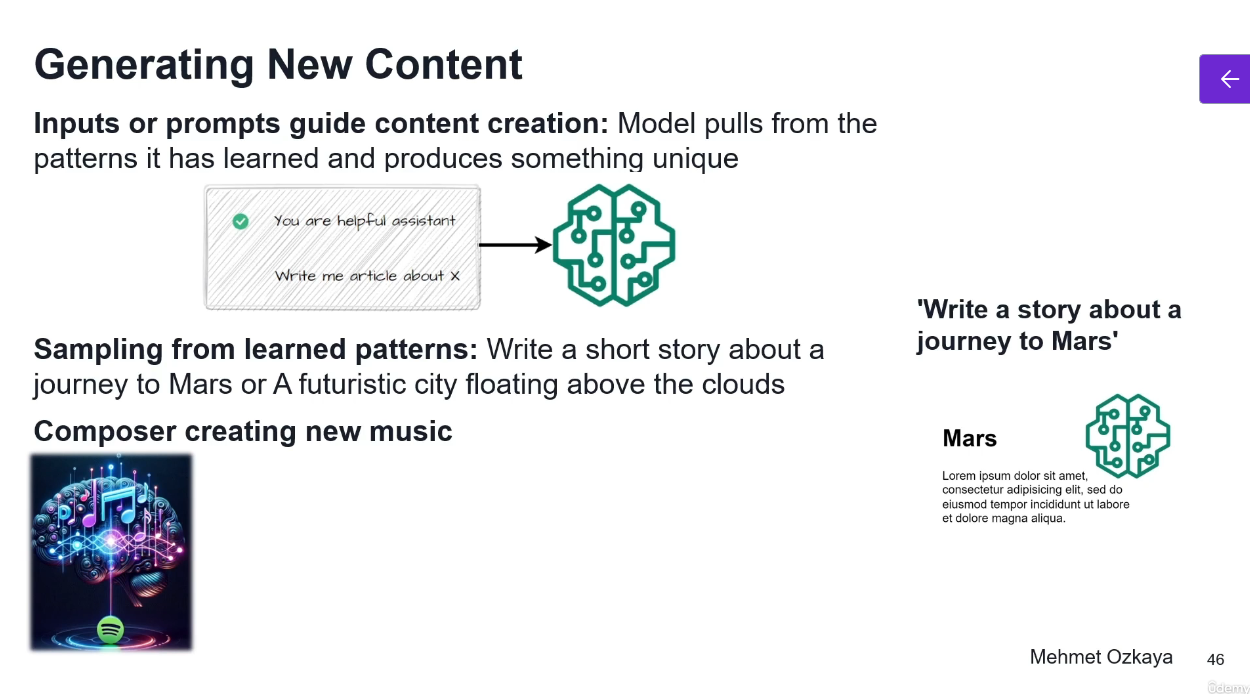 Generating New Content
Inputs or prompts guide content creation: Model pulls from the
patterns it has learned and produces something unique
You are helpful assistant
Write me article about X
Sampling from learned patterns: Write a short story about a
journey to Mars or A futuristic city floating above the clouds
Composer creating new music
'Write a story about a
journey to Mars'
Mars
Lorem ipsum dolor sit amet,
consectetur adipisicing elit, sed do
eiusmod tempor incididunt ut labore
et dolore magna aliqua.
Mehmet Ozkaya
46
ûdemy